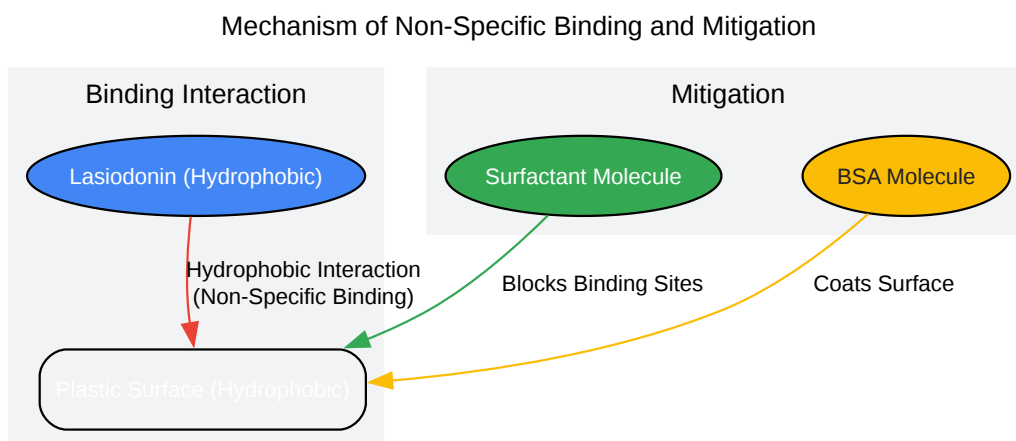 Mechanism of Non-Specific Binding and Mitigation
Binding Interaction
Mitigation
Lasiodonin (Hydrophobic)
Surfactant Molecule
BSA Molecule
Hydrophobic Interaction
(Non-Specific Binding)
Blocks Binding Sites
Coats Surface
Plastic Surface (Hydrophobic)